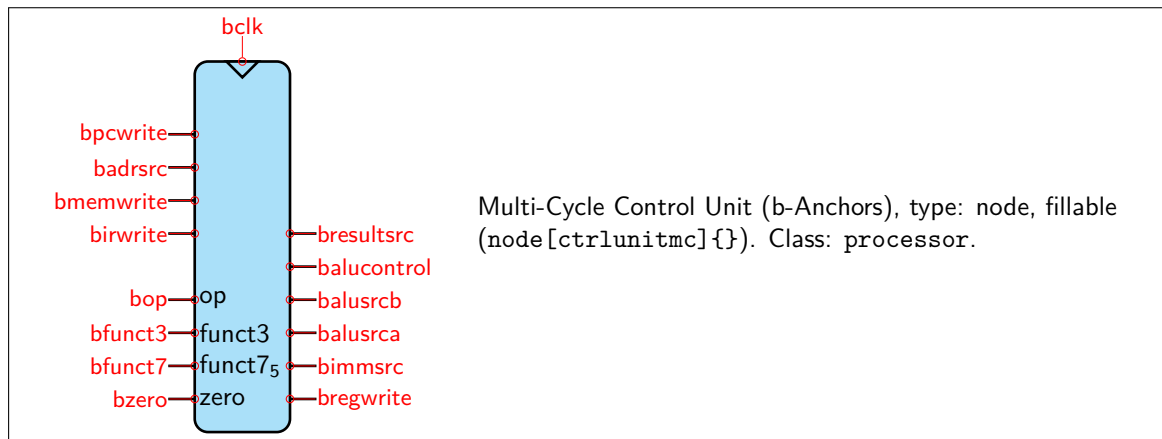 bclk
bpcwrite
badrsrc
bmemwrite
birwrite
bresultsrc
balucontrol
bop
op
balusrcb
bfunct3
funct3
balusrca
bfunct7
funct7₅
bimmsrc
bzero
zero
bregwrite
Multi-Cycle Control Unit (b-Anchors), type: node, fillable
(node[ctrlunitmc]{}). Class: processor.